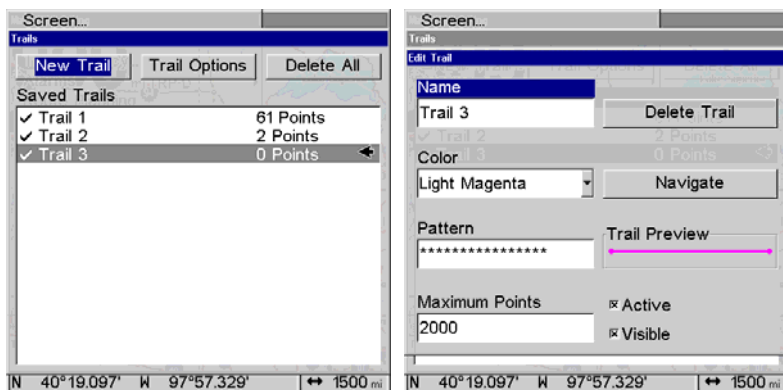 Screen...
Trails
New Trail Trail Options Delete All
Saved Trails
Trail 1 61 Points
Trail 2 2 Points
Trail 3 0 Points
N 40°19.097' W 97°57.329' ↔ 1500 mi
Screen...
Trails
Edit Trail
Name
Trail 3 Delete Trail
Color
Light Magenta Navigate
Pattern Trail Preview
****************
Maximum Points Active
2000 Visible
N 40°19.097' W 97°57.329' ↔ 1500 mi